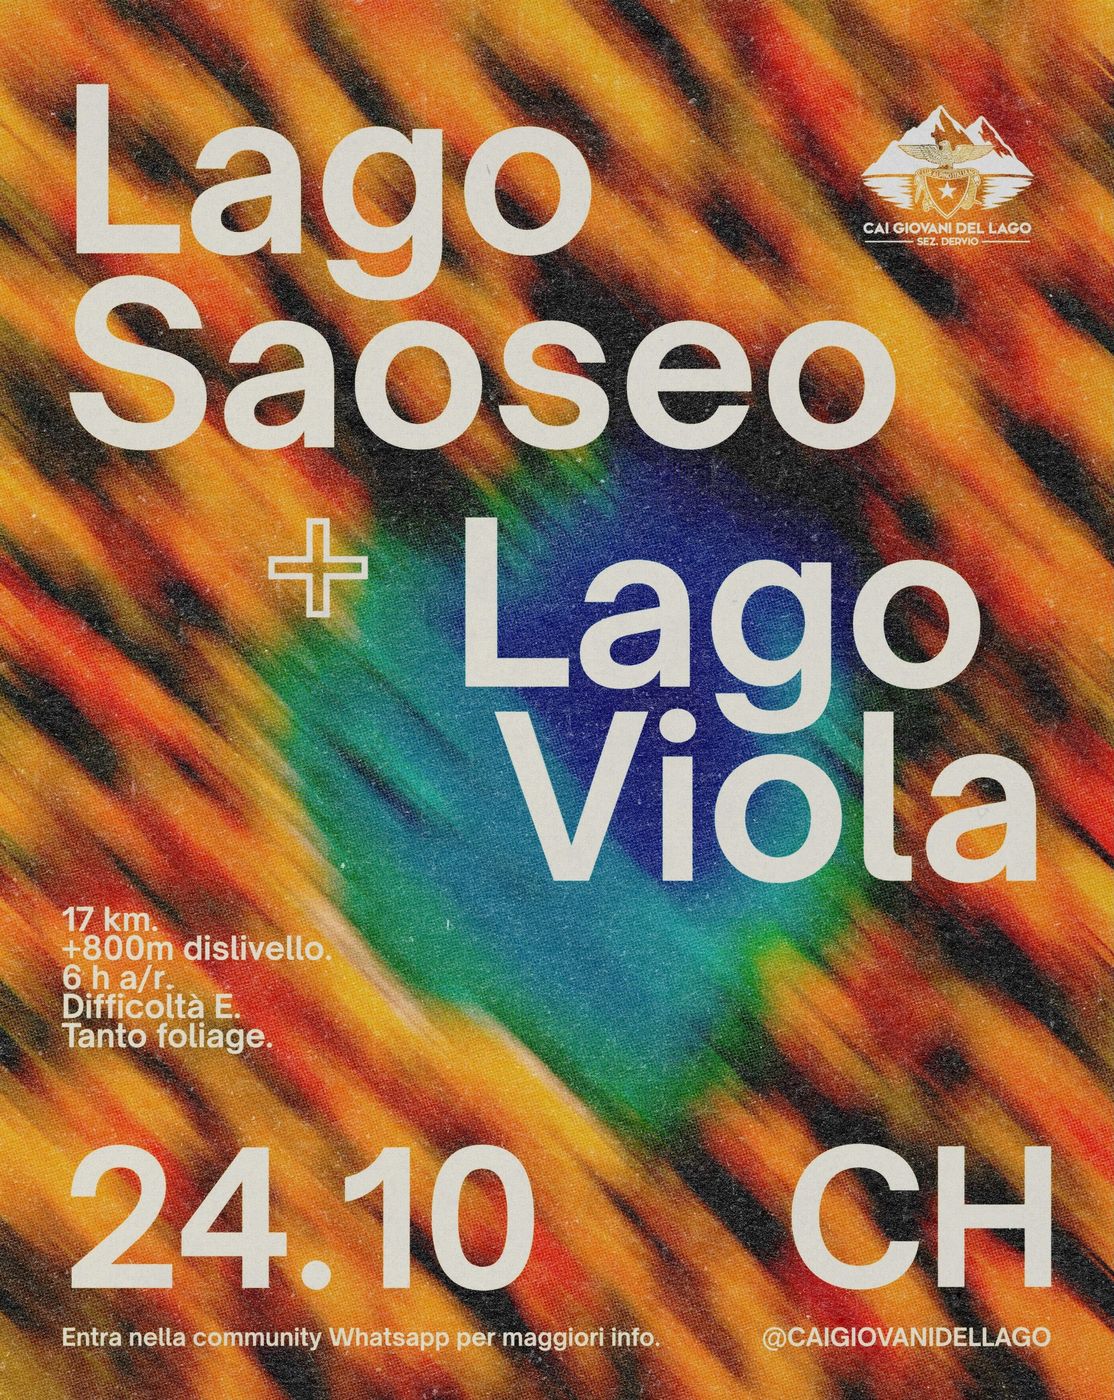 Lago
CAI GIOVANI DEL LAGO
SEZ. DERVIO
Saoseo
+ Lago
Viola
17 km.
+800m dislivello.
6 h a/r.
Difficoltà E.
Tanto foliage.
24.10 CH
Entra nella community Whatsapp per maggiori info. @CAIGIOVANIDELLAGO